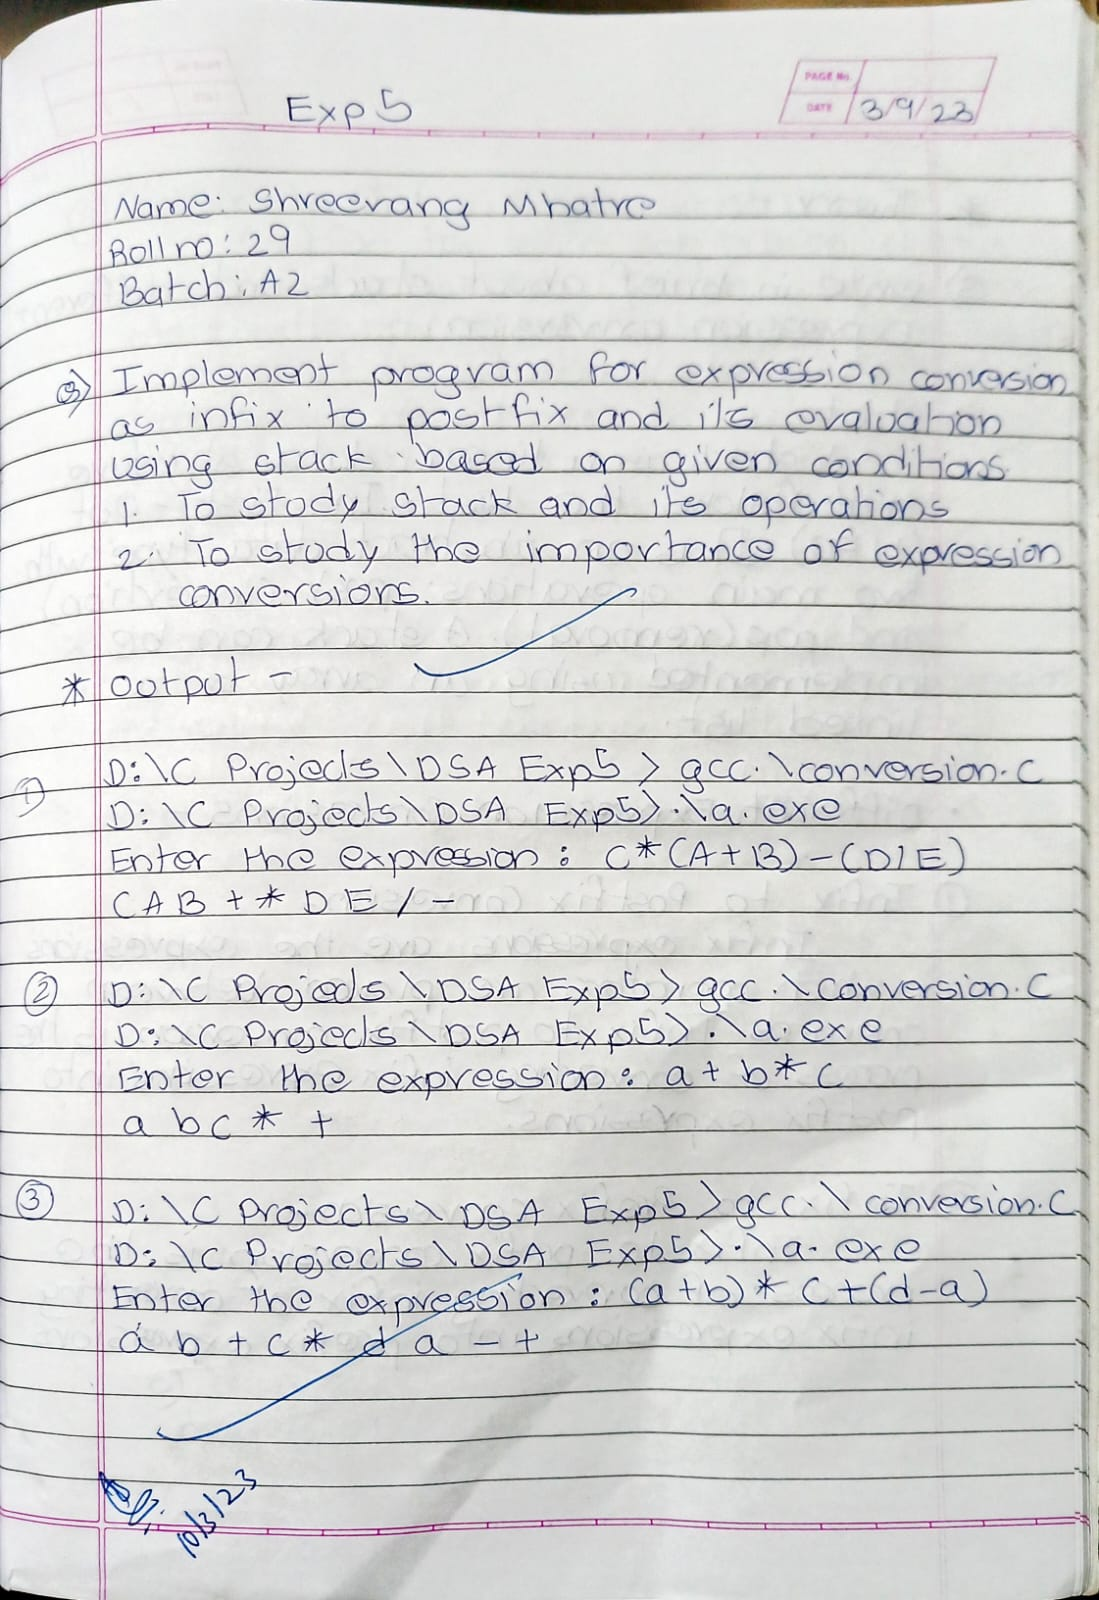 PAGE No.
DATE 3/9/23
Exp 5
Name: Shreerang Mhatre
Roll no: 29
Batch: A2
Q) Implement program for expression conversion
as infix to postfix and its evaluation
using stack based on given conditions
1. To study stack and its operations
2. To study the importance of expression
conversions.
* Output -
① D:\C Projects\DSA Exp5> gcc .\conversion.c
D:\C Projects\DSA Exp5> .\a.exe
Enter the expression: C*(A+B)-(D/E)
CAB+*DE/-
② D:\C Projects\DSA Exp5> gcc .\conversion.c
D:\C Projects\DSA Exp5> .\a.exe
Enter the expression: a+b*c
a b c * +
③ D:\C Projects\DSA Exp5> gcc .\conversion.c
D:\C Projects\DSA Exp5> .\a.exe
Enter the expression: (a+b)*c+(d-a)
a b + c * d a - +
10/3/23